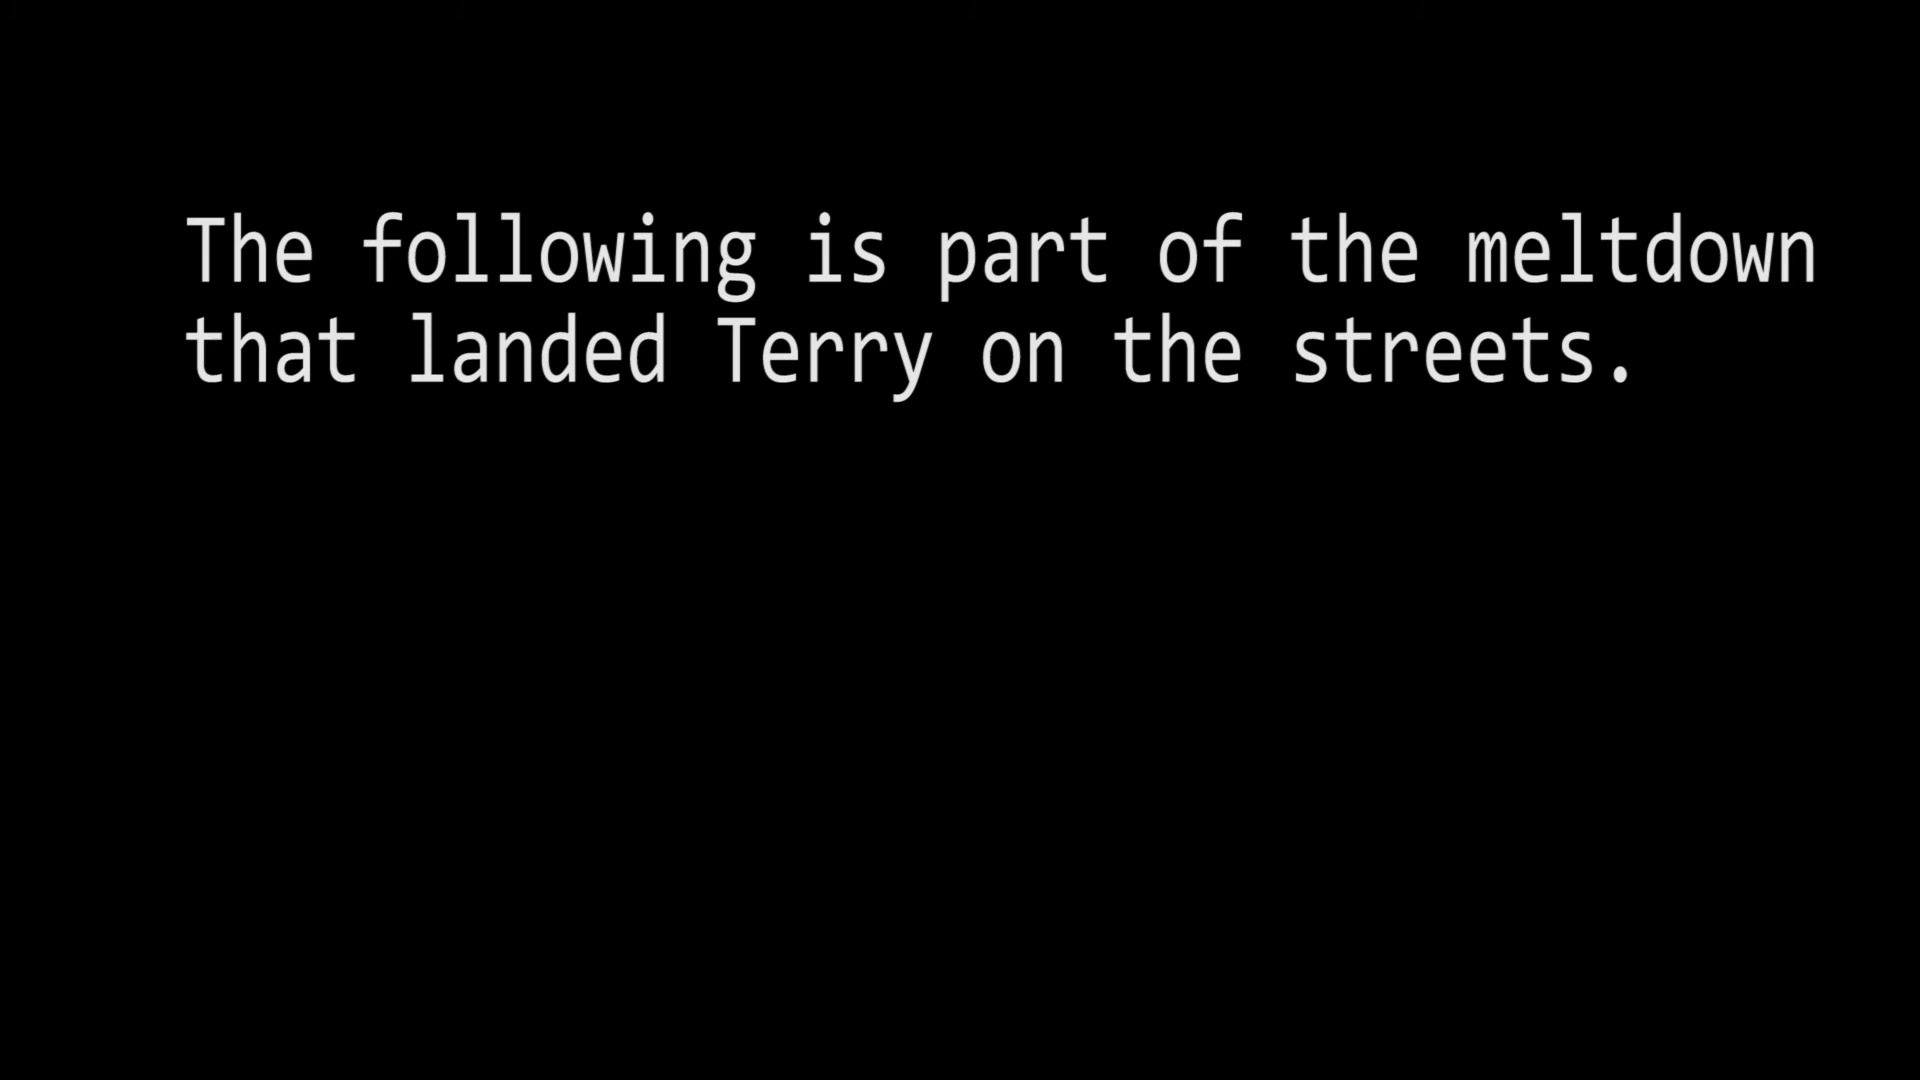 The following is part of the meltdown
that landed Terry on the streets.